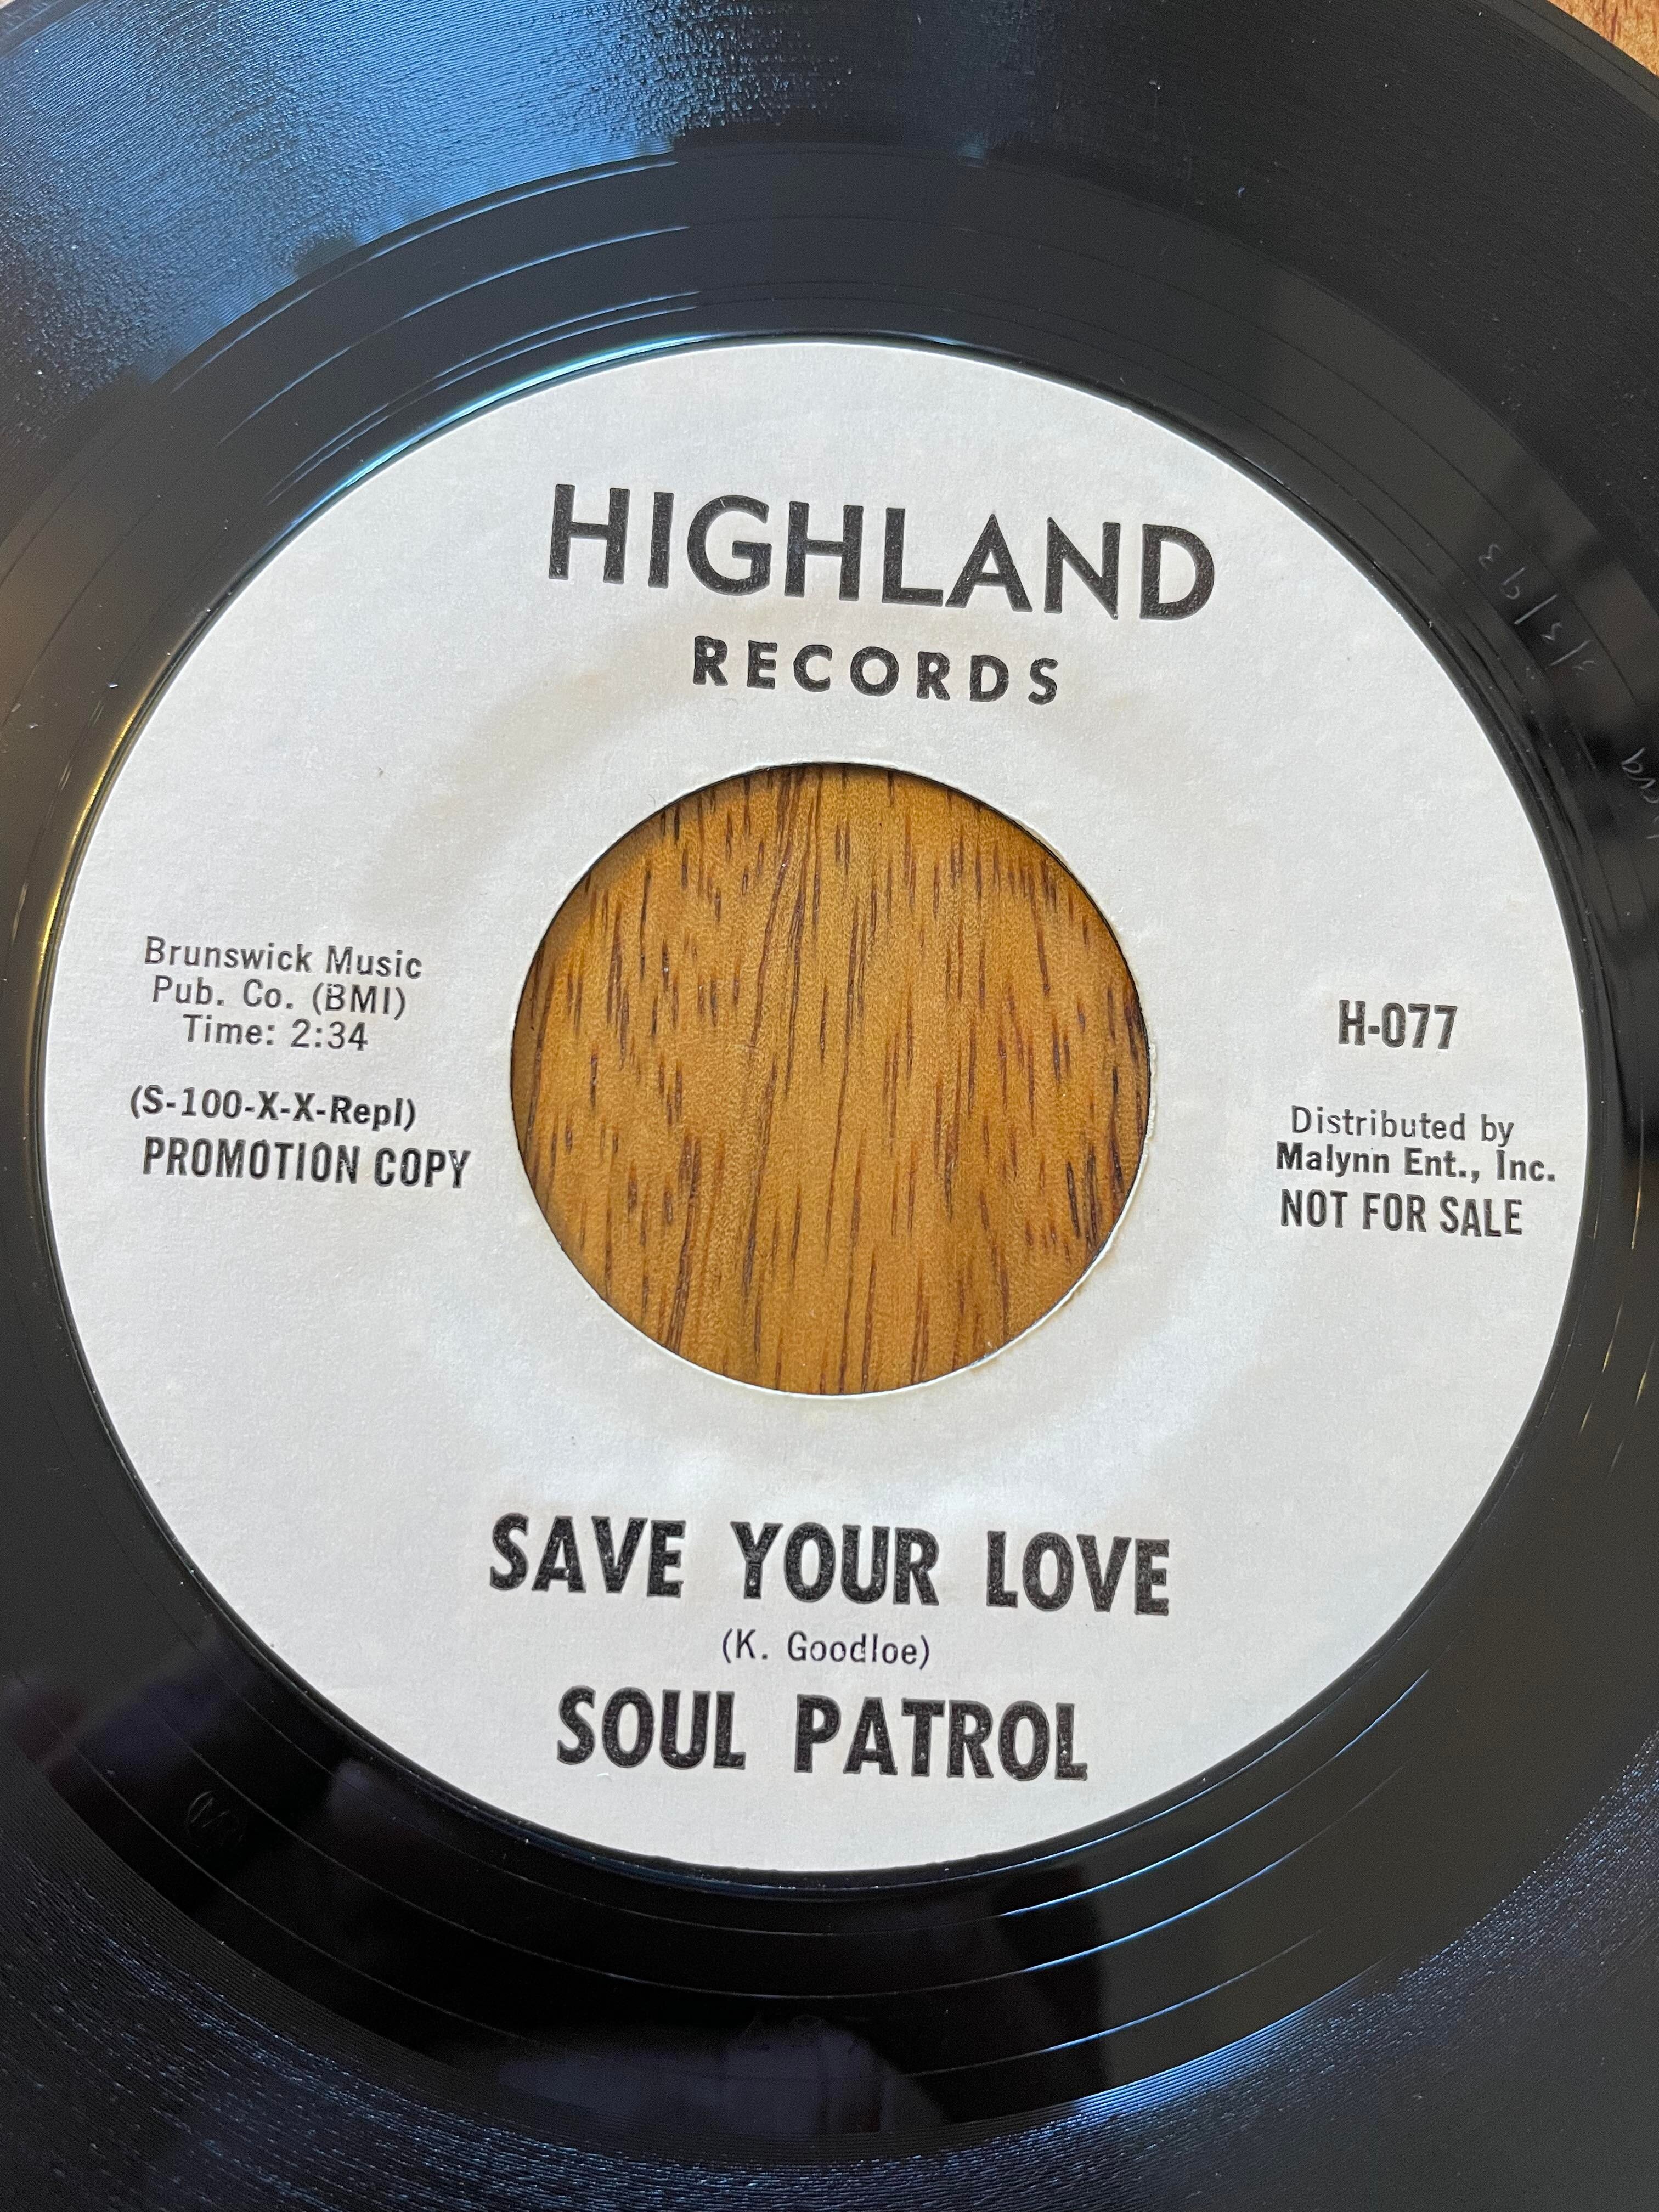 HIGHLAND
RECORDS
Brunswick Music
Pub. Co. (BMI)
Time: 2:34
(S-100-X-X-Repl)
PROMOTION COPY
H-077
Distributed by
Malynn Ent., Inc.
NOT FOR SALE
SAVE YOUR LOVE
(K. Goodloe)
SOUL PATROL